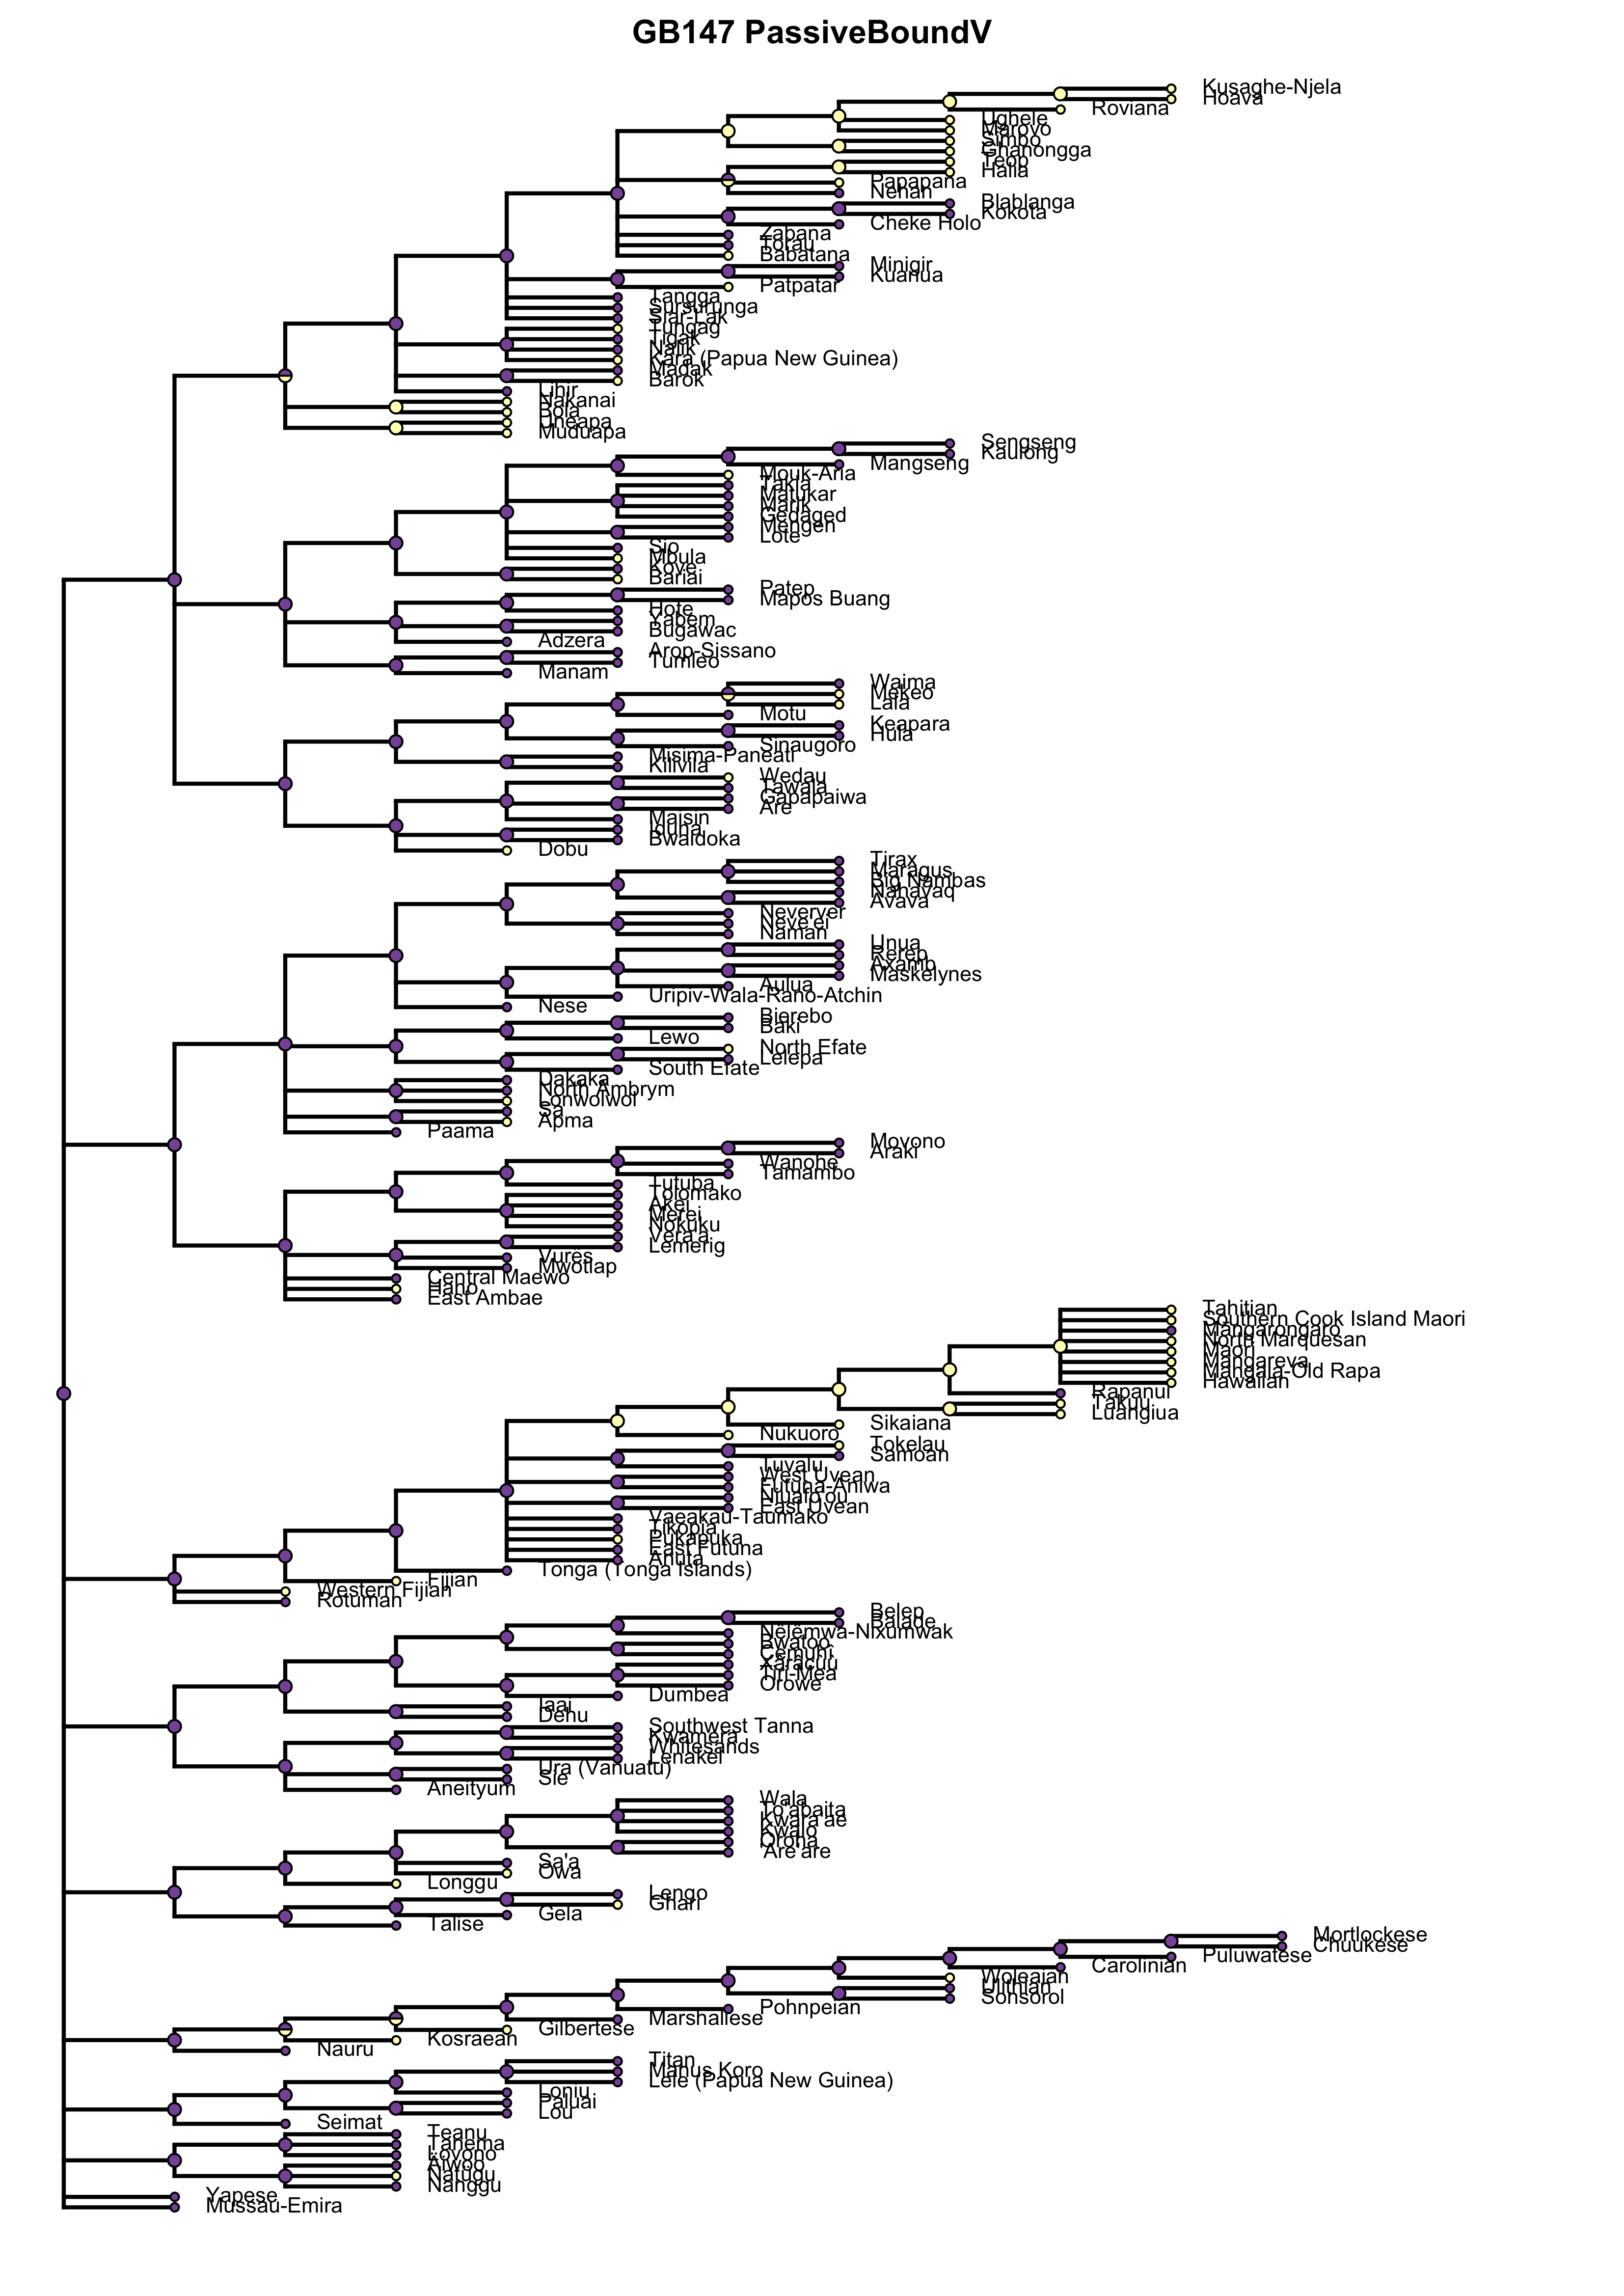 GB147 PassiveBoundV
Kusaghe-Njela
Hoava
Roviana
Ughele
Marovo
Simbo
Ghanongga
Teop
Halia
Papapana
Nehan
Blablanga
Kokota
Cheke Holo
Zabana
Torau
Babatana
Minigir
Kuanua
Patpatar
Tangga
Sursurunga
Siar-Lak
Tungag
Tigak
Nalik
Kara (Papua New Guinea)
Madak
Barok
Lihir
Nakanai
Bola
Uneapa
Muduapa
Sengseng
Kaulong
Mangseng
Mouk-Aria
Takia
Matukar
Marik
Gedaged
Mengen
Lote
Sio
Mbula
Kove
Bariai
Patep
Mapos Buang
Hote
Yabem
Bugawac
Adzera
Arop-Sissano
Tumleo
Manam
Waima
Mekeo
Lala
Motu
Keapara
Hula
Sinaugoro
Misima-Paneati
Kilivila
Wedau
Tawala
Gapapaiwa
Are
Maisin
Iduna
Bwaidoka
Dobu
Tirax
Maragus
Big Nambas
Nahavaq
Avava
Neverver
Neve'ei
Naman
Unua
Rerep
Axamb
Maskelynes
Aulua
Uripiv-Wala-Rano-Atchin
Nese
Bierebo
Baki
Lewo
North Efate
Lelepa
South Efate
Dakaka
North Ambrym
Lonwolwol
Sa
Apma
Paama
Movono
Araki
Wanohe
Tamambo
Tutuba
Tolomako
Akei
Merei
Nokuku
Vera'a
Lemerig
Vurës
Mwotlap
Central Maewo
Hano
East Ambae
Tahitian
Southern Cook Island Maori
Mangarongaro
North Marquesan
Maori
Mangareva
Mangaia-Old Rapa
Hawaiian
Rapanui
Takuu
Luangiua
Sikaiana
Nukuoro
Tokelau
Samoan
Tuvalu
West Uvean
Futuna-Aniwa
Niuafo'ou
East Uvean
Vaeakau-Taumako
Tikopia
Pukapuka
East Futuna
Anuta
Tonga (Tonga Islands)
Fijian
Western Fijian
Rotuman
Belep
Balade
Nêlêmwa-Nixumwak
Bwatoo
Cemuhî
Xârâcùù
Tiri-Mea
Orowe
Dumbea
Iaai
Dehu
Southwest Tanna
Kwamera
Whitesands
Lenakel
Ura (Vanuatu)
Sie
Aneityum
Wala
To'abaita
Kwara'ae
Kwaio
Oroha
'Are'are
Sa'a
Owa
Longgu
Lengo
Ghari
Gela
Talise
Mortlockese
Chuukese
Puluwatese
Carolinian
Woleaian
Ulithian
Sonsorol
Pohnpeian
Marshallese
Gilbertese
Kosraean
Nauru
Titan
Manus Koro
Lele (Papua New Guinea)
Loniu
Paluai
Lou
Seimat
Teanu
Tanema
Lovono
Äiwoo
Natügu
Nanggu
Yapese
Mussau-Emira